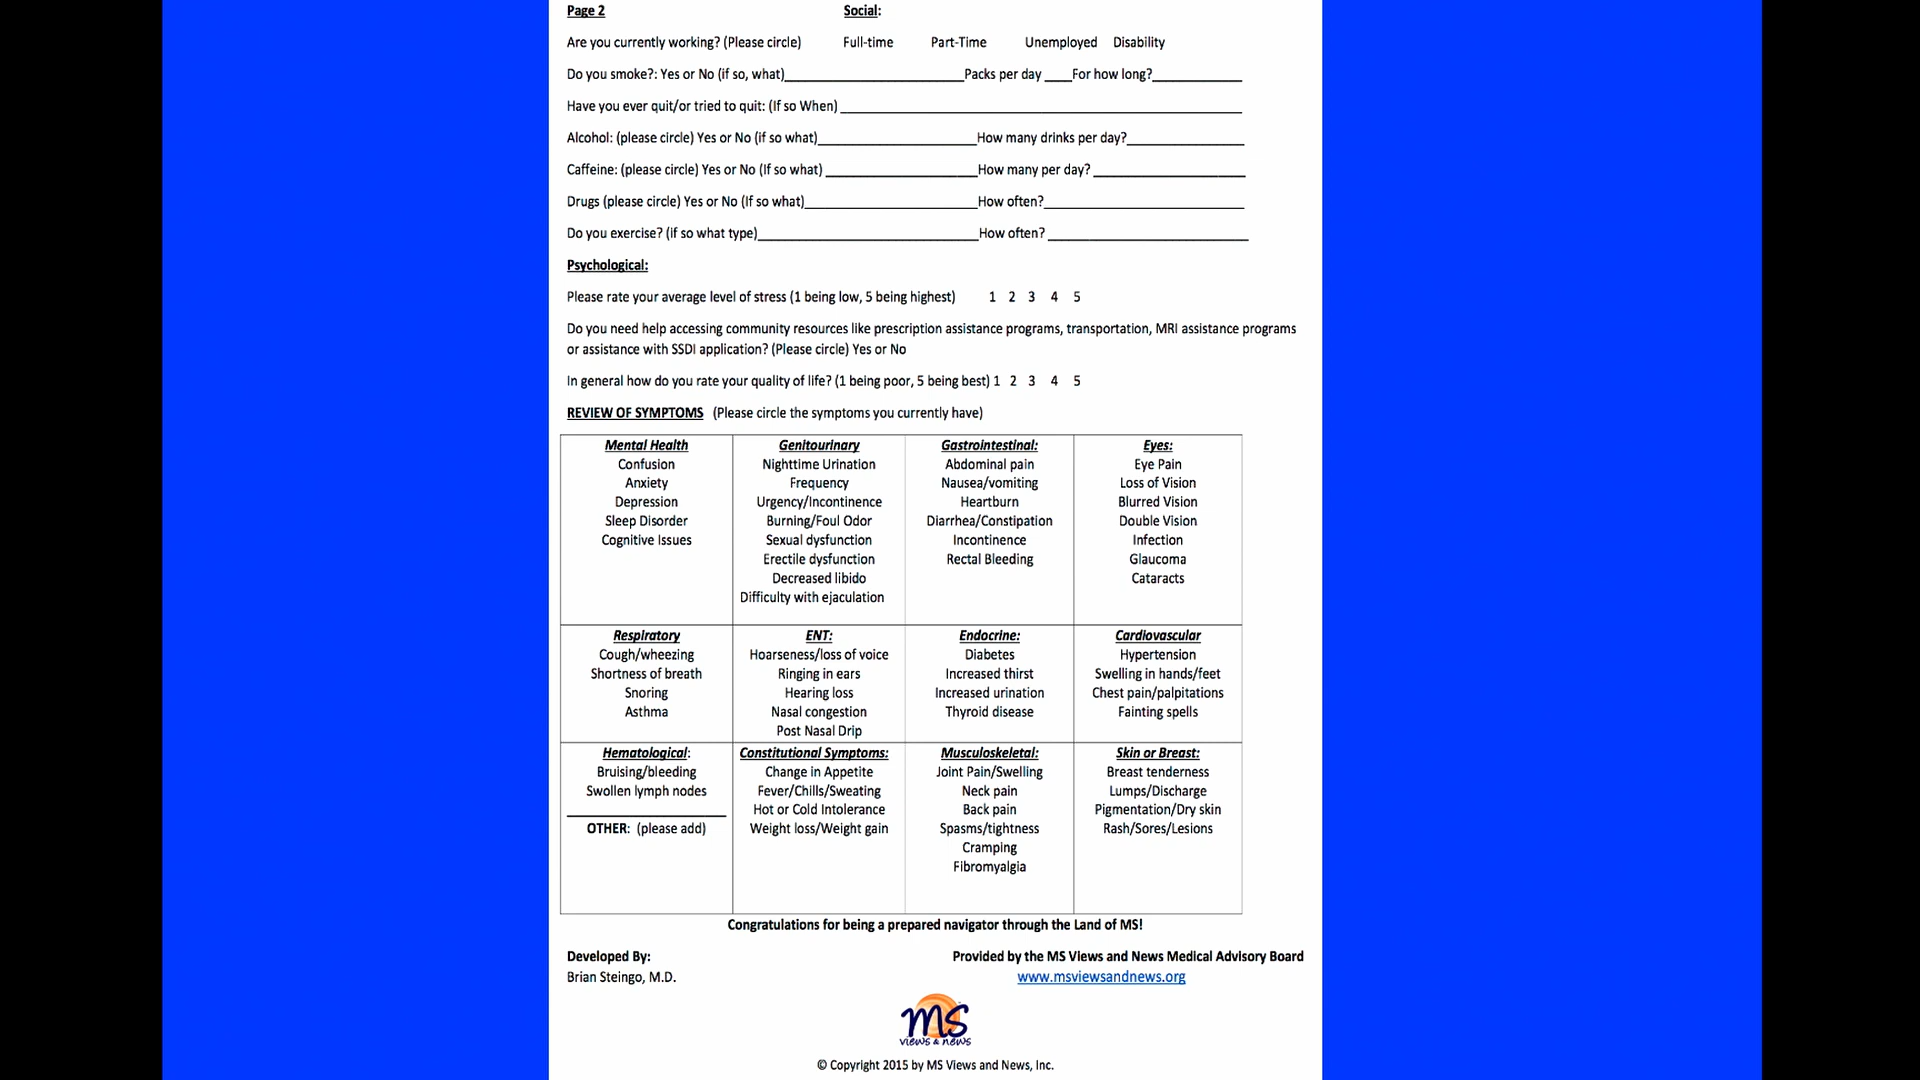 Page 2 Social:
Are you currently working? (Please circle) Full-time Part-Time Unemployed Disability
Do you smoke?: Yes or No (if so, what)____________Packs per day ____For how long?____________
Have you ever quit/or tried to quit: (If so When) ____________
Alcohol: (please circle) Yes or No (if so what)____________How many drinks per day?____________
Caffeine: (please circle) Yes or No (If so what) ____________How many per day? ____________
Drugs (please circle) Yes or No (If so what)____________How often?____________
Do you exercise? (if so what type)____________How often? ____________
Psychological:
Please rate your average level of stress (1 being low, 5 being highest) 1 2 3 4 5
Do you need help accessing community resources like prescription assistance programs, transportation, MRI assistance programs
or assistance with SSDI application? (Please circle) Yes or No
In general how do you rate your quality of life? (1 being poor, 5 being best) 1 2 3 4 5
REVIEW OF SYMPTOMS (Please circle the symptoms you currently have)
Mental Health
Confusion
Anxiety
Depression
Sleep Disorder
Cognitive Issues
Genitourinary
Nighttime Urination
Frequency
Urgency/Incontinence
Burning/Foul Odor
Sexual dysfunction
Erectile dysfunction
Decreased libido
Difficulty with ejaculation
Gastrointestinal:
Abdominal pain
Nausea/vomiting
Heartburn
Diarrhea/Constipation
Incontinence
Rectal Bleeding
Eyes:
Eye Pain
Loss of Vision
Blurred Vision
Double Vision
Infection
Glaucoma
Cataracts
Respiratory
Cough/wheezing
Shortness of breath
Snoring
Asthma
ENT:
Hoarseness/loss of voice
Ringing in ears
Hearing loss
Nasal congestion
Post Nasal Drip
Endocrine:
Diabetes
Increased thirst
Increased urination
Thyroid disease
Cardiovascular
Hypertension
Swelling in hands/feet
Chest pain/palpitations
Fainting spells
Hematological:
Bruising/bleeding
Swollen lymph nodes
OTHER: (please add)
Constitutional Symptoms:
Change in Appetite
Fever/Chills/Sweating
Hot or Cold Intolerance
Weight loss/Weight gain
Musculoskeletal:
Joint Pain/Swelling
Neck pain
Back pain
Spasms/tightness
Cramping
Fibromyalgia
Skin or Breast:
Breast tenderness
Lumps/Discharge
Pigmentation/Dry skin
Rash/Sores/Lesions
Congratulations for being a prepared navigator through the Land of MS!
Developed By: Provided by the MS Views and News Medical Advisory Board
Brian Steingo, M.D. www.msviewsandnews.org
MS
VIEWS & NEWS
© Copyright 2015 by MS Views and News, Inc.